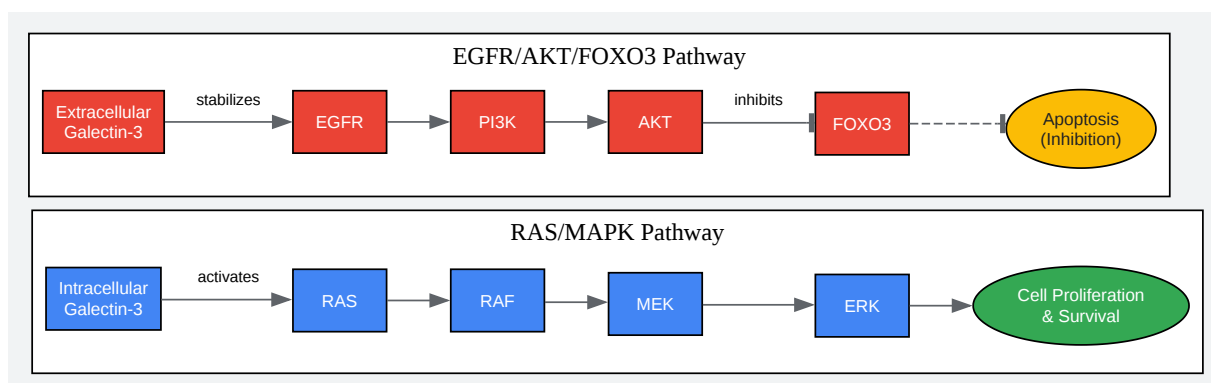 EGFR/AKT/FOXO3 Pathway
Extracellular
Galectin-3
stabilizes
EGFR
PI3K
AKT
inhibits
FOXO3
Apoptosis
(Inhibition)
RAS/MAPK Pathway
Intracellular
Galectin-3
activates
RAS
RAF
MEK
ERK
Cell Proliferation
& Survival